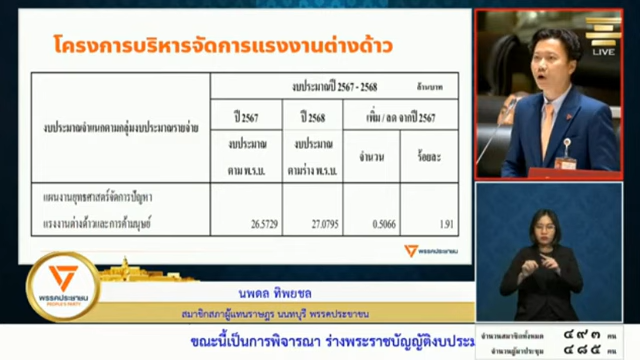 โครงการบริหารจัดการแรงงานต่างด้าว
LIVE
งบประมาณปี 2567 - 2568 ล้านบาท
งบประมาณจำแนกตามกลุ่มงบประมาณรายจ่าย
ปี 2567 ปี 2568 เพิ่ม / ลด จากปี 2567
งบประมาณ งบประมาณ จำนวน ร้อยละ
ตาม พ.ร.บ. ตามร่าง พ.ร.บ.
แผนงานยุทธศาสตร์จัดการปัญหา
แรงงานต่างด้าวและการค้ามนุษย์ 26.5729 27.0795 0.5066 1.91
พรรคประชาชน
พรรคประชาชน
PEOPLE'S PARTY
นพดล ทิพยชล
สมาชิกสภาผู้แทนราษฎร นนทบุรี พรรคประชาชน
ขณะนี้เป็นการพิจารณา ร่างพระราชบัญญัติงบประม
จำนวนสมาชิกทั้งหมด ๔๙๓ คน
จำนวนผู้มาประชุม ๔๘๕ คน